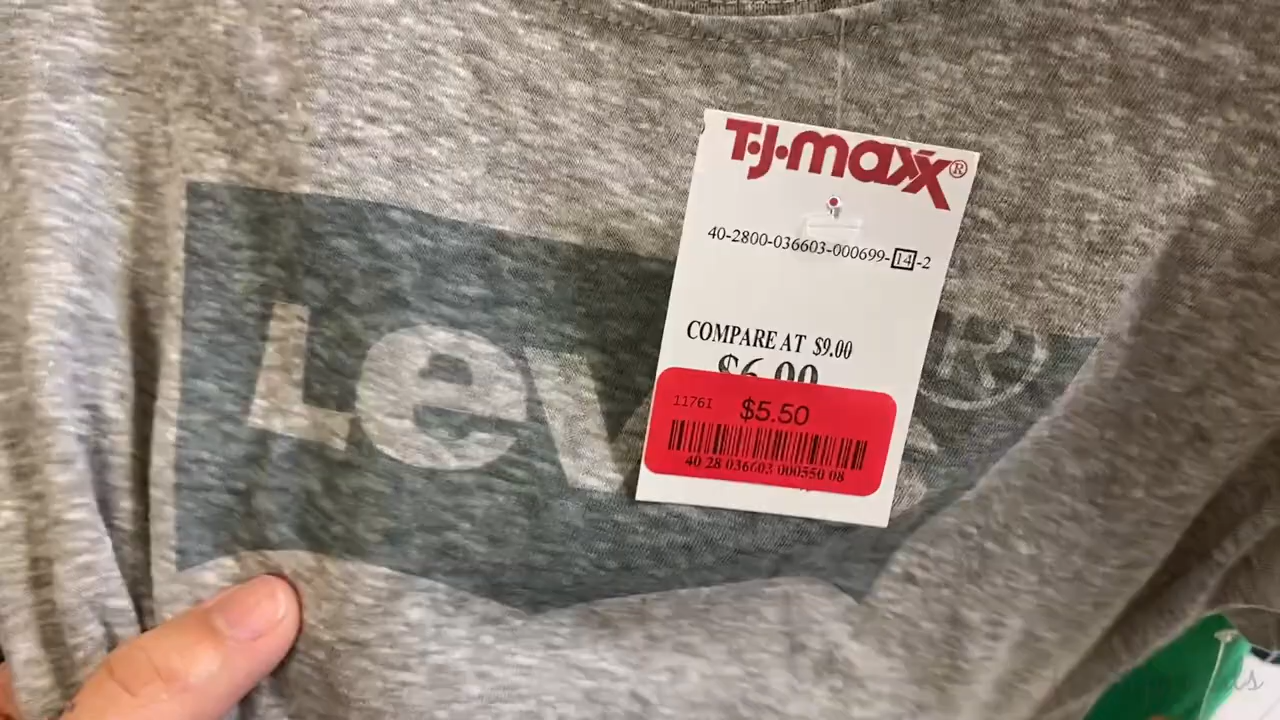 T·J·maxx®
40-2800-036603-000699-14-2
COMPARE AT $9.00
11761 $5.50
40 28 036603 000550 08
Lev
®